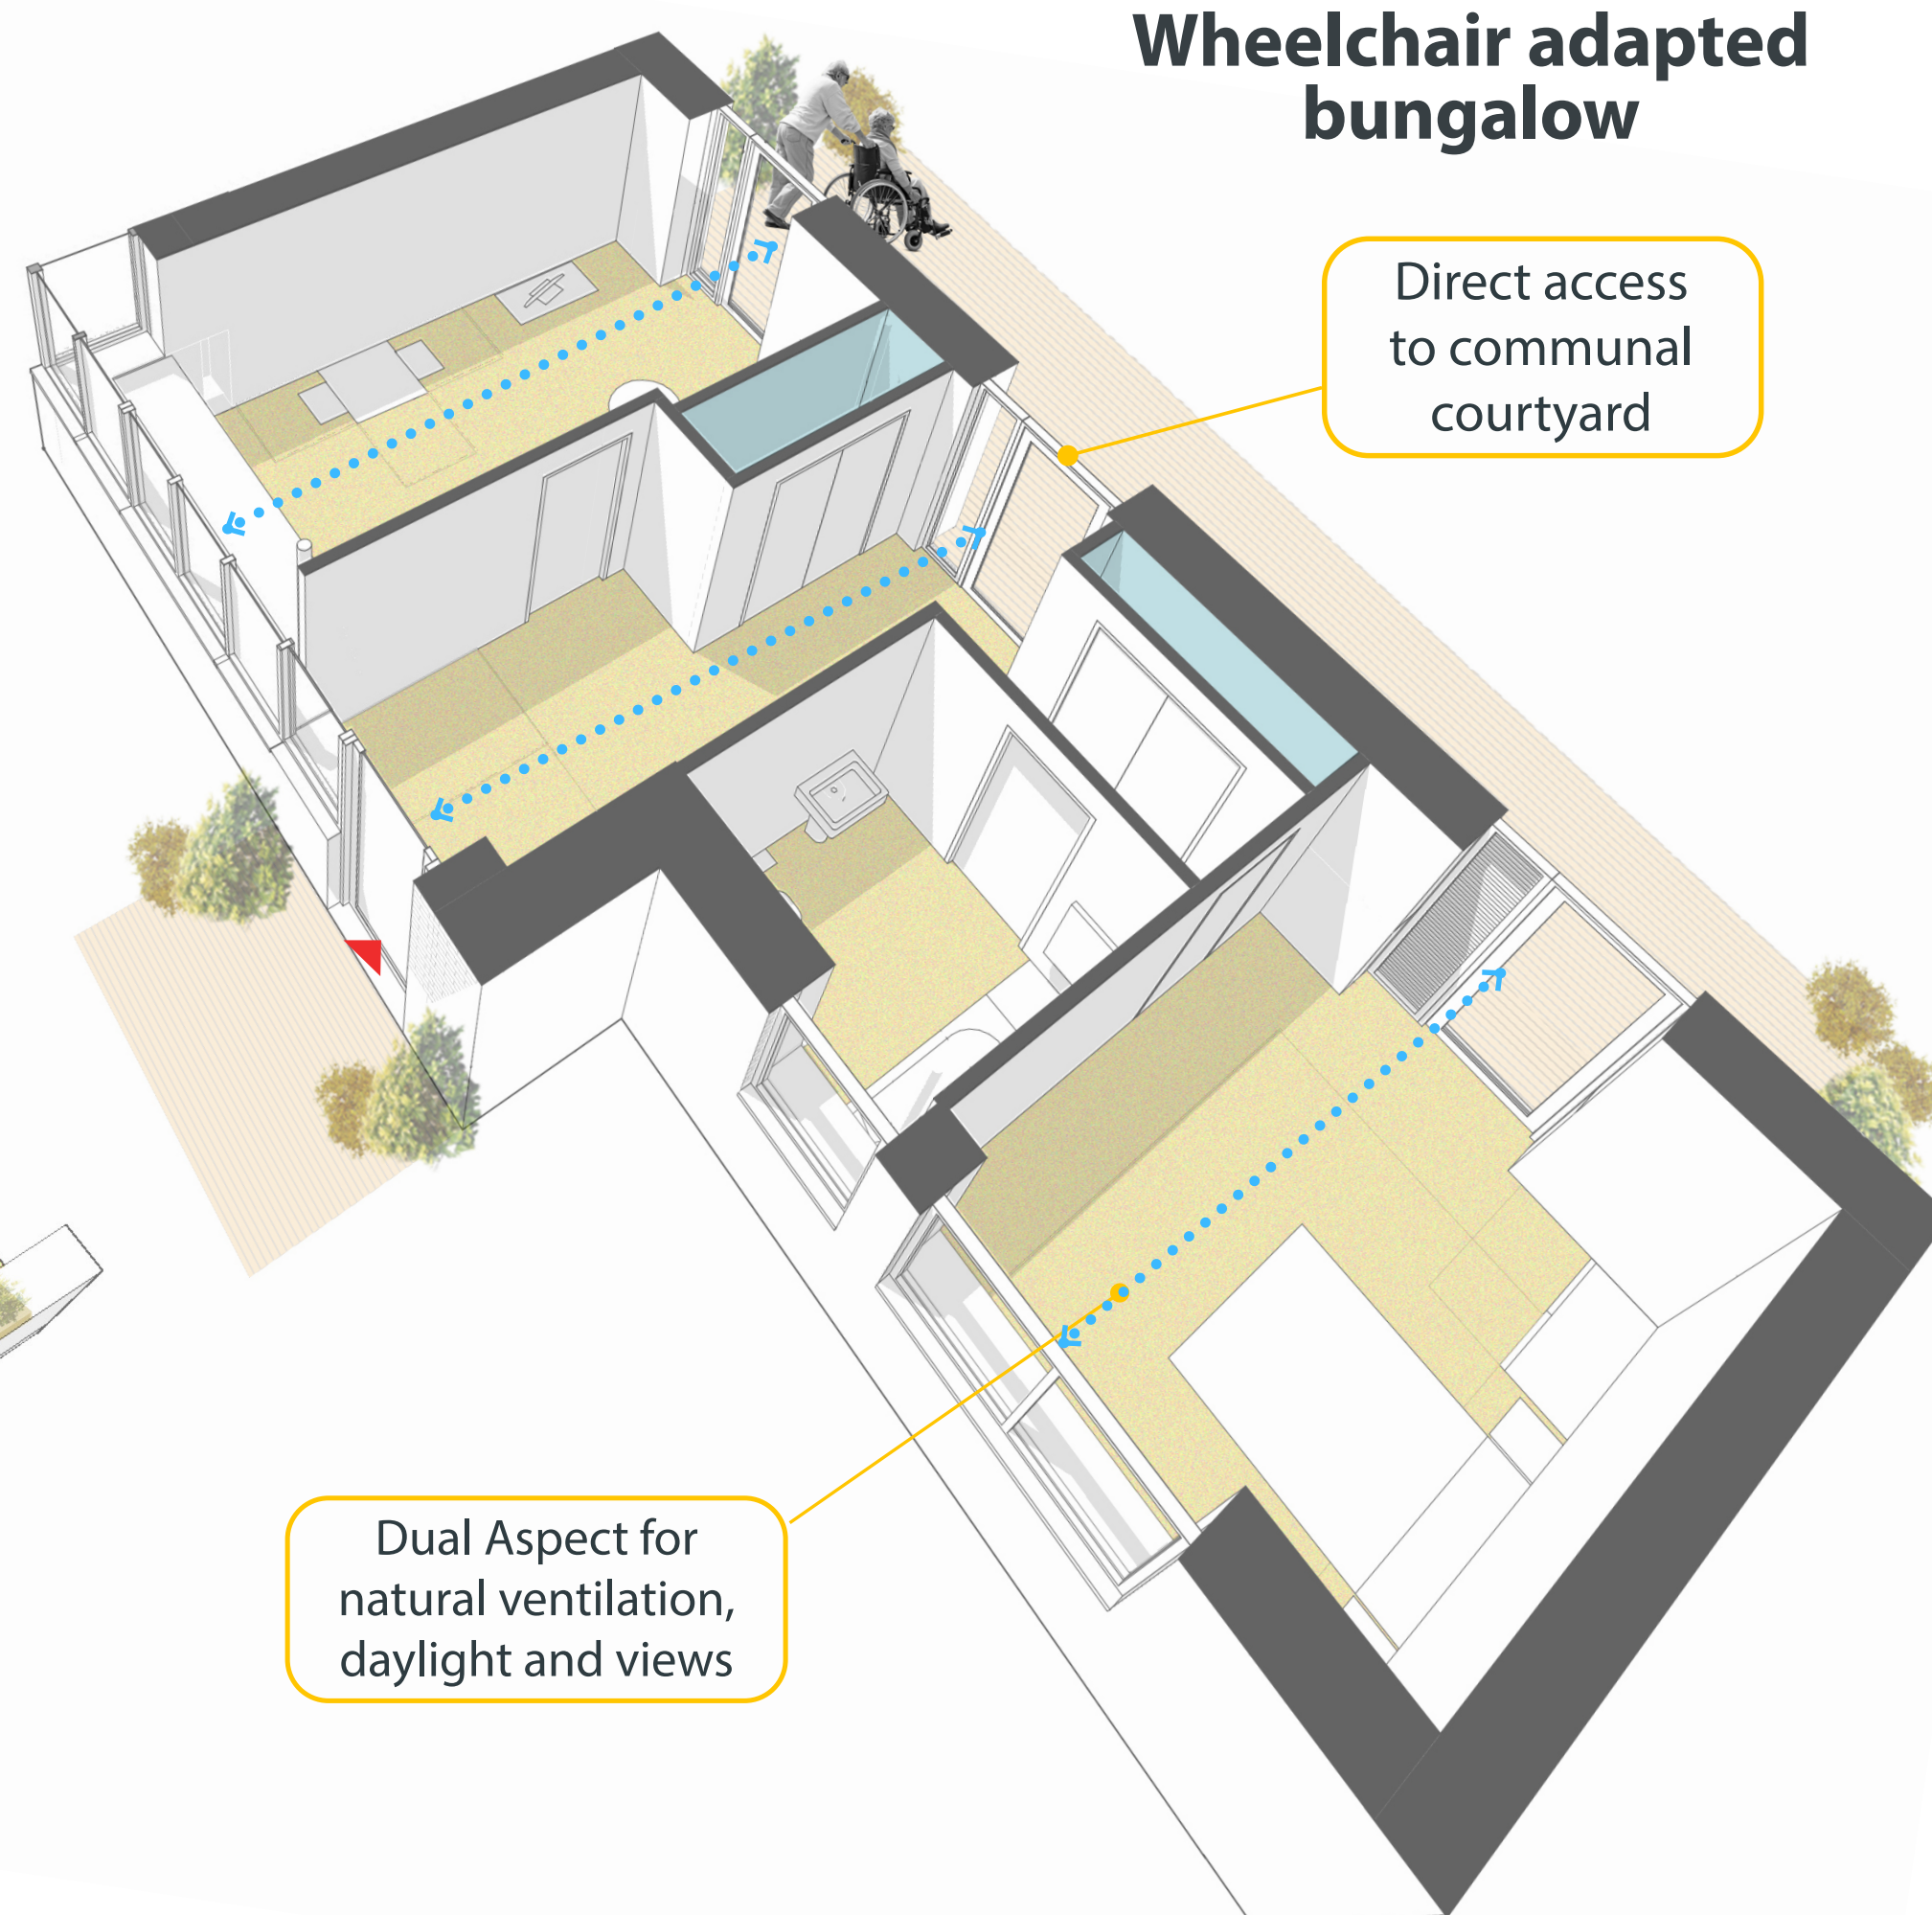 Wheelchair adapted
bungalow
Direct access
to communal
courtyard
Dual Aspect for
natural ventilation,
daylight and views